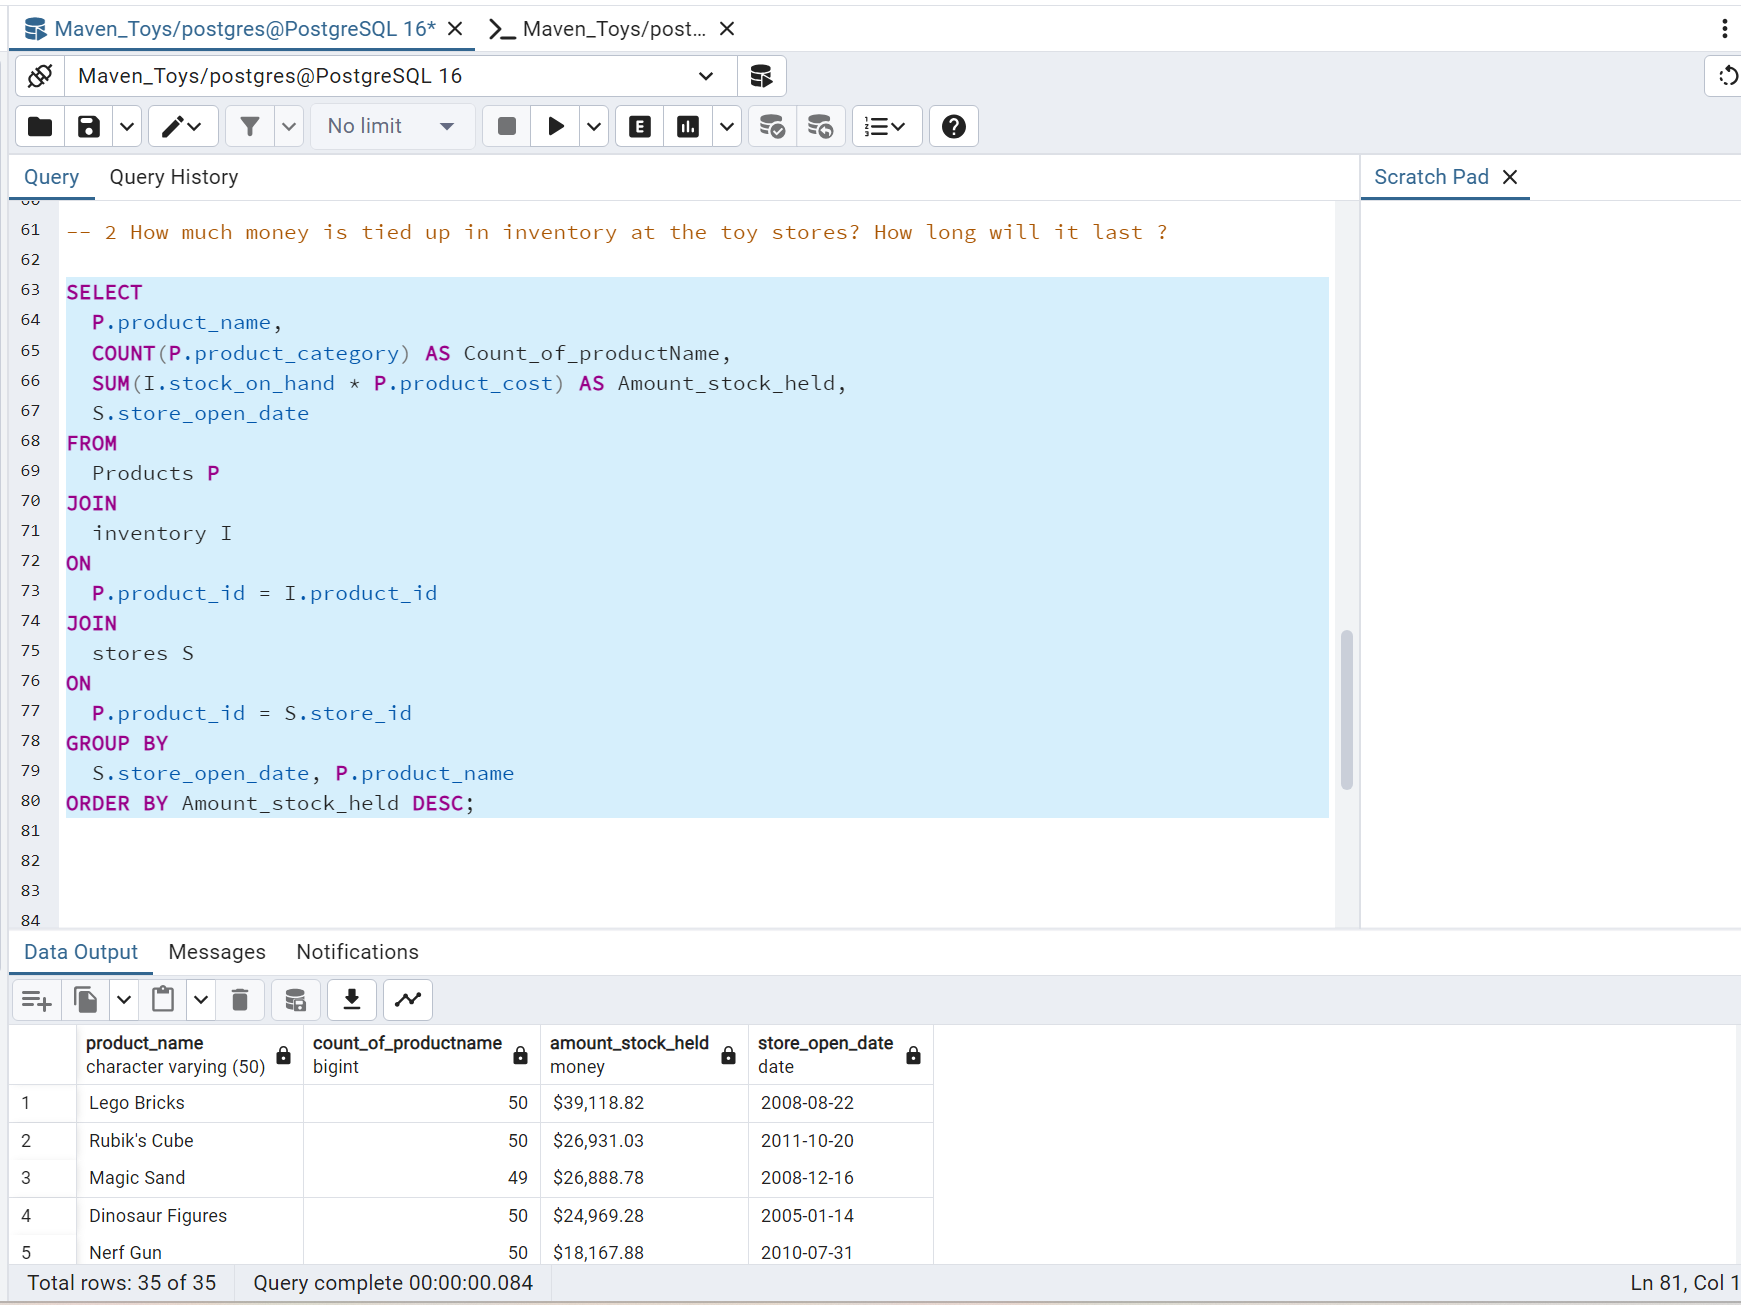 Maven_Toys/postgres@PostgreSQL 16*
Maven_Toys/post...
Maven_Toys/postgres@PostgreSQL 16
No limit
E
Query
Query History
Scratch Pad
60
61 -- 2 How much money is tied up in inventory at the toy stores? How long will it last ?
62
63 SELECT
64 P.product_name,
65 COUNT(P.product_category) AS Count_of_productName,
66 SUM(I.stock_on_hand * P.product_cost) AS Amount_stock_held,
67 S.store_open_date
68 FROM
69 Products P
70 JOIN
71 inventory I
72 ON
73 P.product_id = I.product_id
74 JOIN
75 stores S
76 ON
77 P.product_id = S.store_id
78 GROUP BY
79 S.store_open_date, P.product_name
80 ORDER BY Amount_stock_held DESC;
81
82
83
84
Data Output
Messages
Notifications
product_name count_of_productname amount_stock_held store_open_date
character varying (50) bigint money date
1 Lego Bricks 50 $39,118.82 2008-08-22
2 Rubik's Cube 50 $26,931.03 2011-10-20
3 Magic Sand 49 $26,888.78 2008-12-16
4 Dinosaur Figures 50 $24,969.28 2005-01-14
5 Nerf Gun 50 $18,167.88 2010-07-31
Total rows: 35 of 35
Query complete 00:00:00.084
Ln 81, Col 1